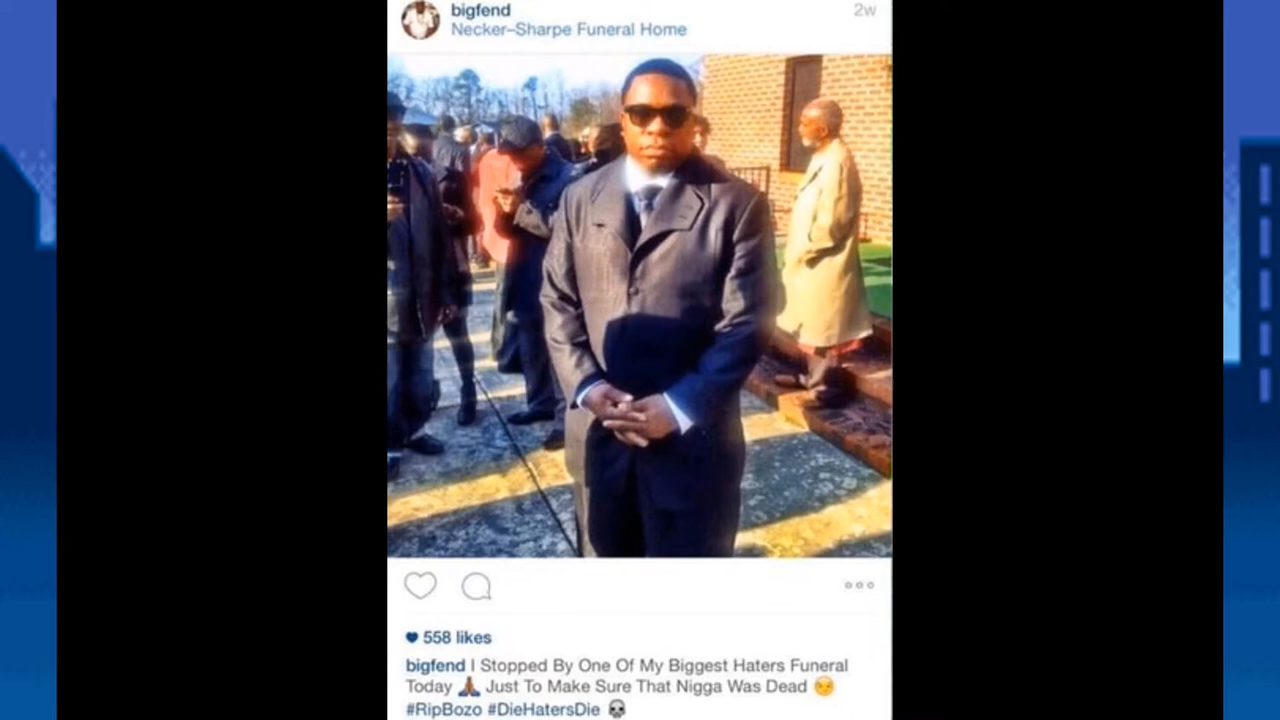 bigfend
2w
Necker–Sharpe Funeral Home
558 likes
bigfend I Stopped By One Of My Biggest Haters Funeral
Today 🙏🏾 Just To Make Sure That Nigga Was Dead 😏
#RipBozo #DieHatersDie 💀